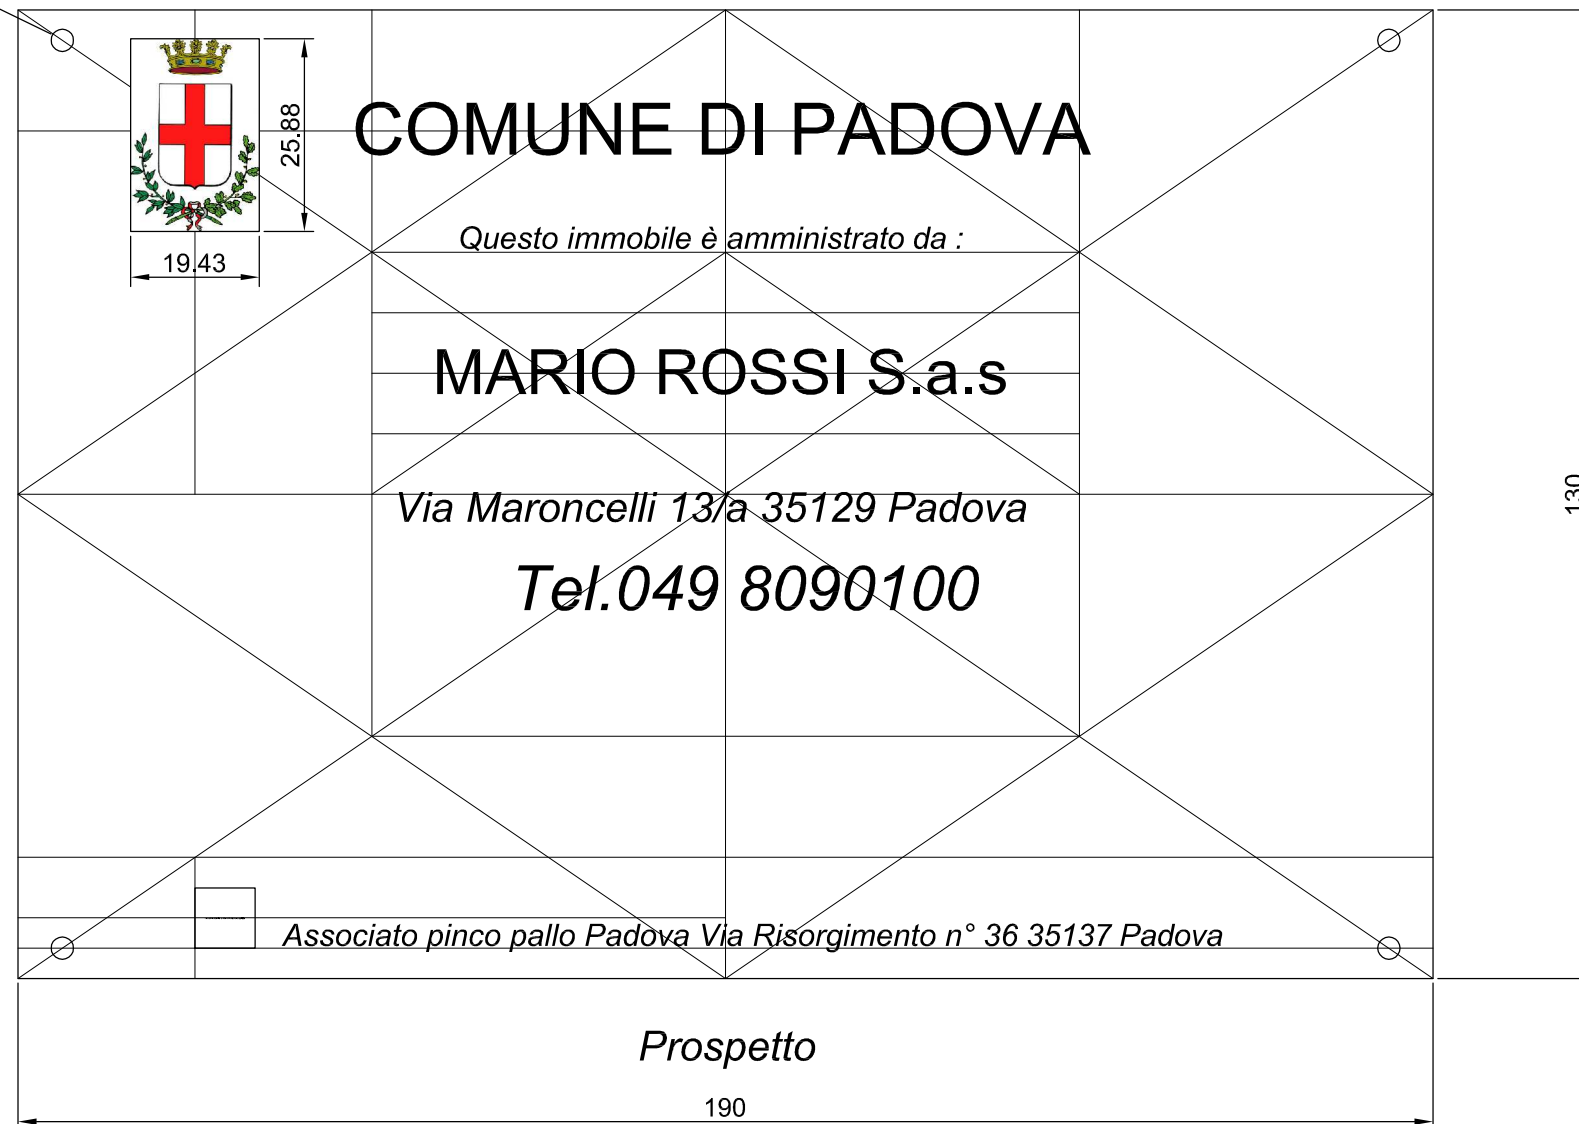 COMUNE DI PADOVA
25.88
19.43
Questo immobile è amministrato da :
MARIO ROSSI S.a.s
Via Maroncelli 13/a 35129 Padova
130
Tel.049 8090100
Associato pinco pallo Padova Via Risorgimento n° 36 35137 Padova
Prospetto
190